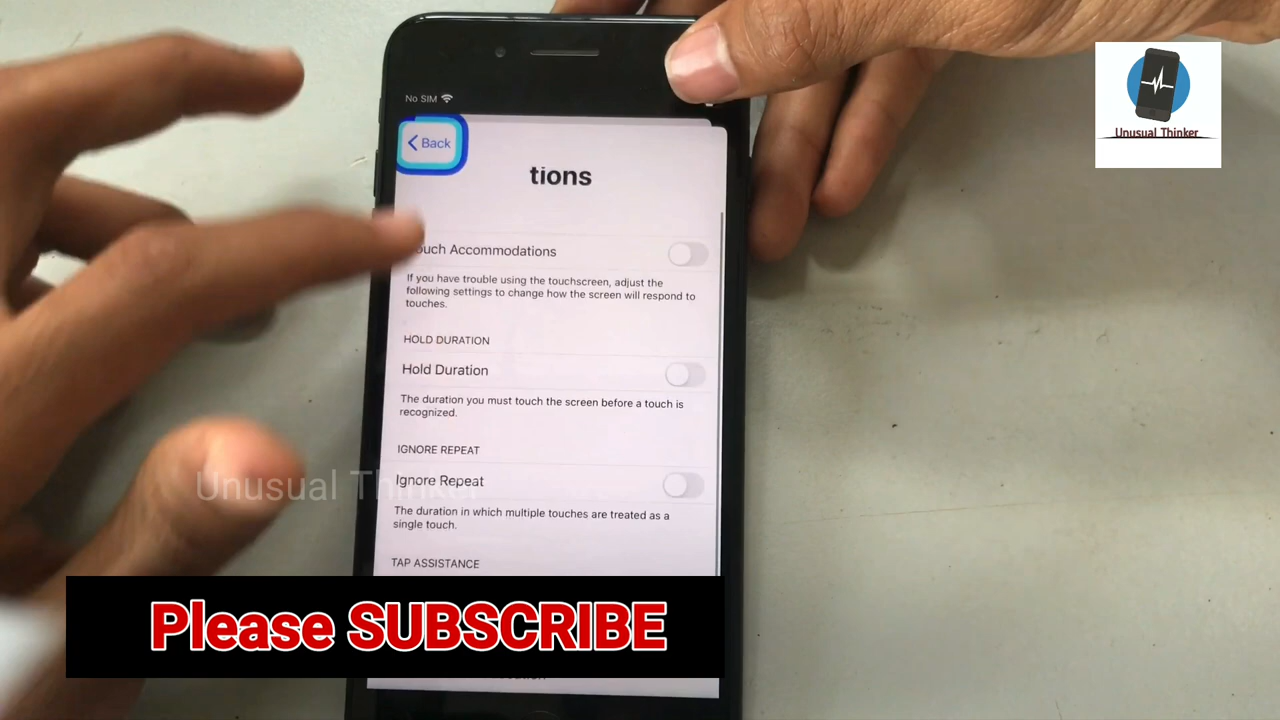 No SIM
Unusual Thinker
Back
tions
ouch Accommodations
If you have trouble using the touchscreen, adjust the
following settings to change how the screen will respond to
touches.
HOLD DURATION
Hold Duration
The duration you must touch the screen before a touch is
recognized.
IGNORE REPEAT
Ignore Repeat
Unusual Thinker
The duration in which multiple touches are treated as a
single touch.
TAP ASSISTANCE
Please SUBSCRIBE